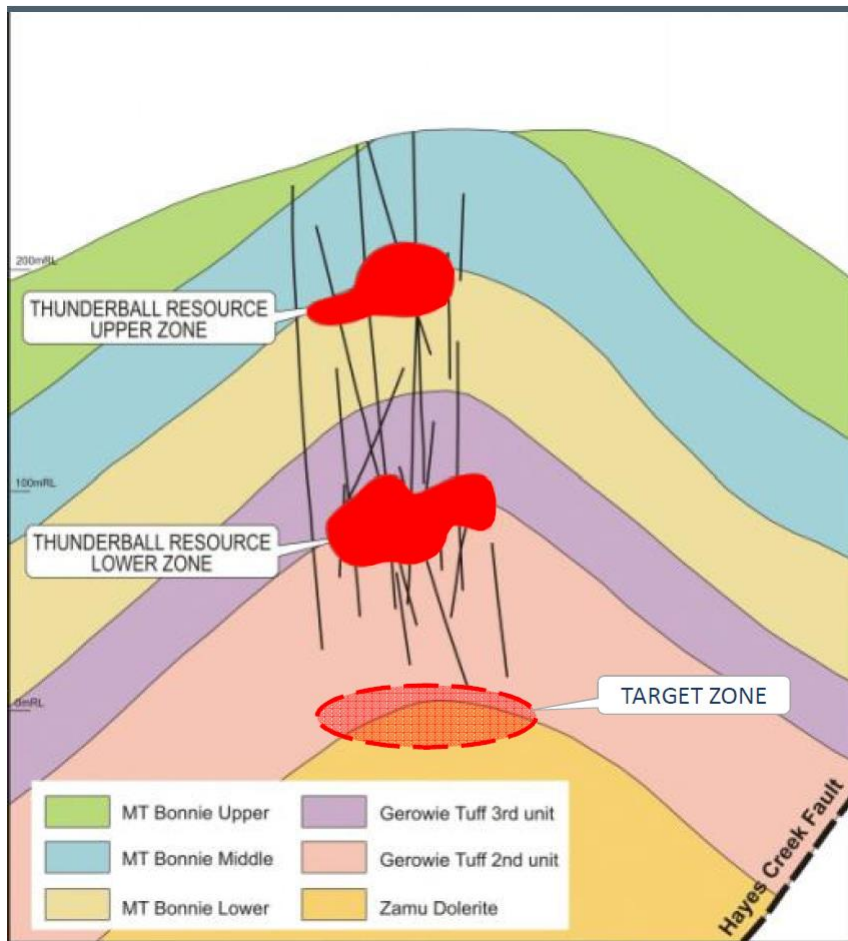 200mRL
THUNDERBALL RESOURCE
UPPER ZONE
100mRL
THUNDERBALL RESOURCE
LOWER ZONE
TARGET ZONE
0mRL
MT Bonnie Upper
Gerowie Tuff 3rd unit
MT Bonnie Middle
Gerowie Tuff 2nd unit
MT Bonnie Lower
Zamu Dolerite
Hayes Creek Fault